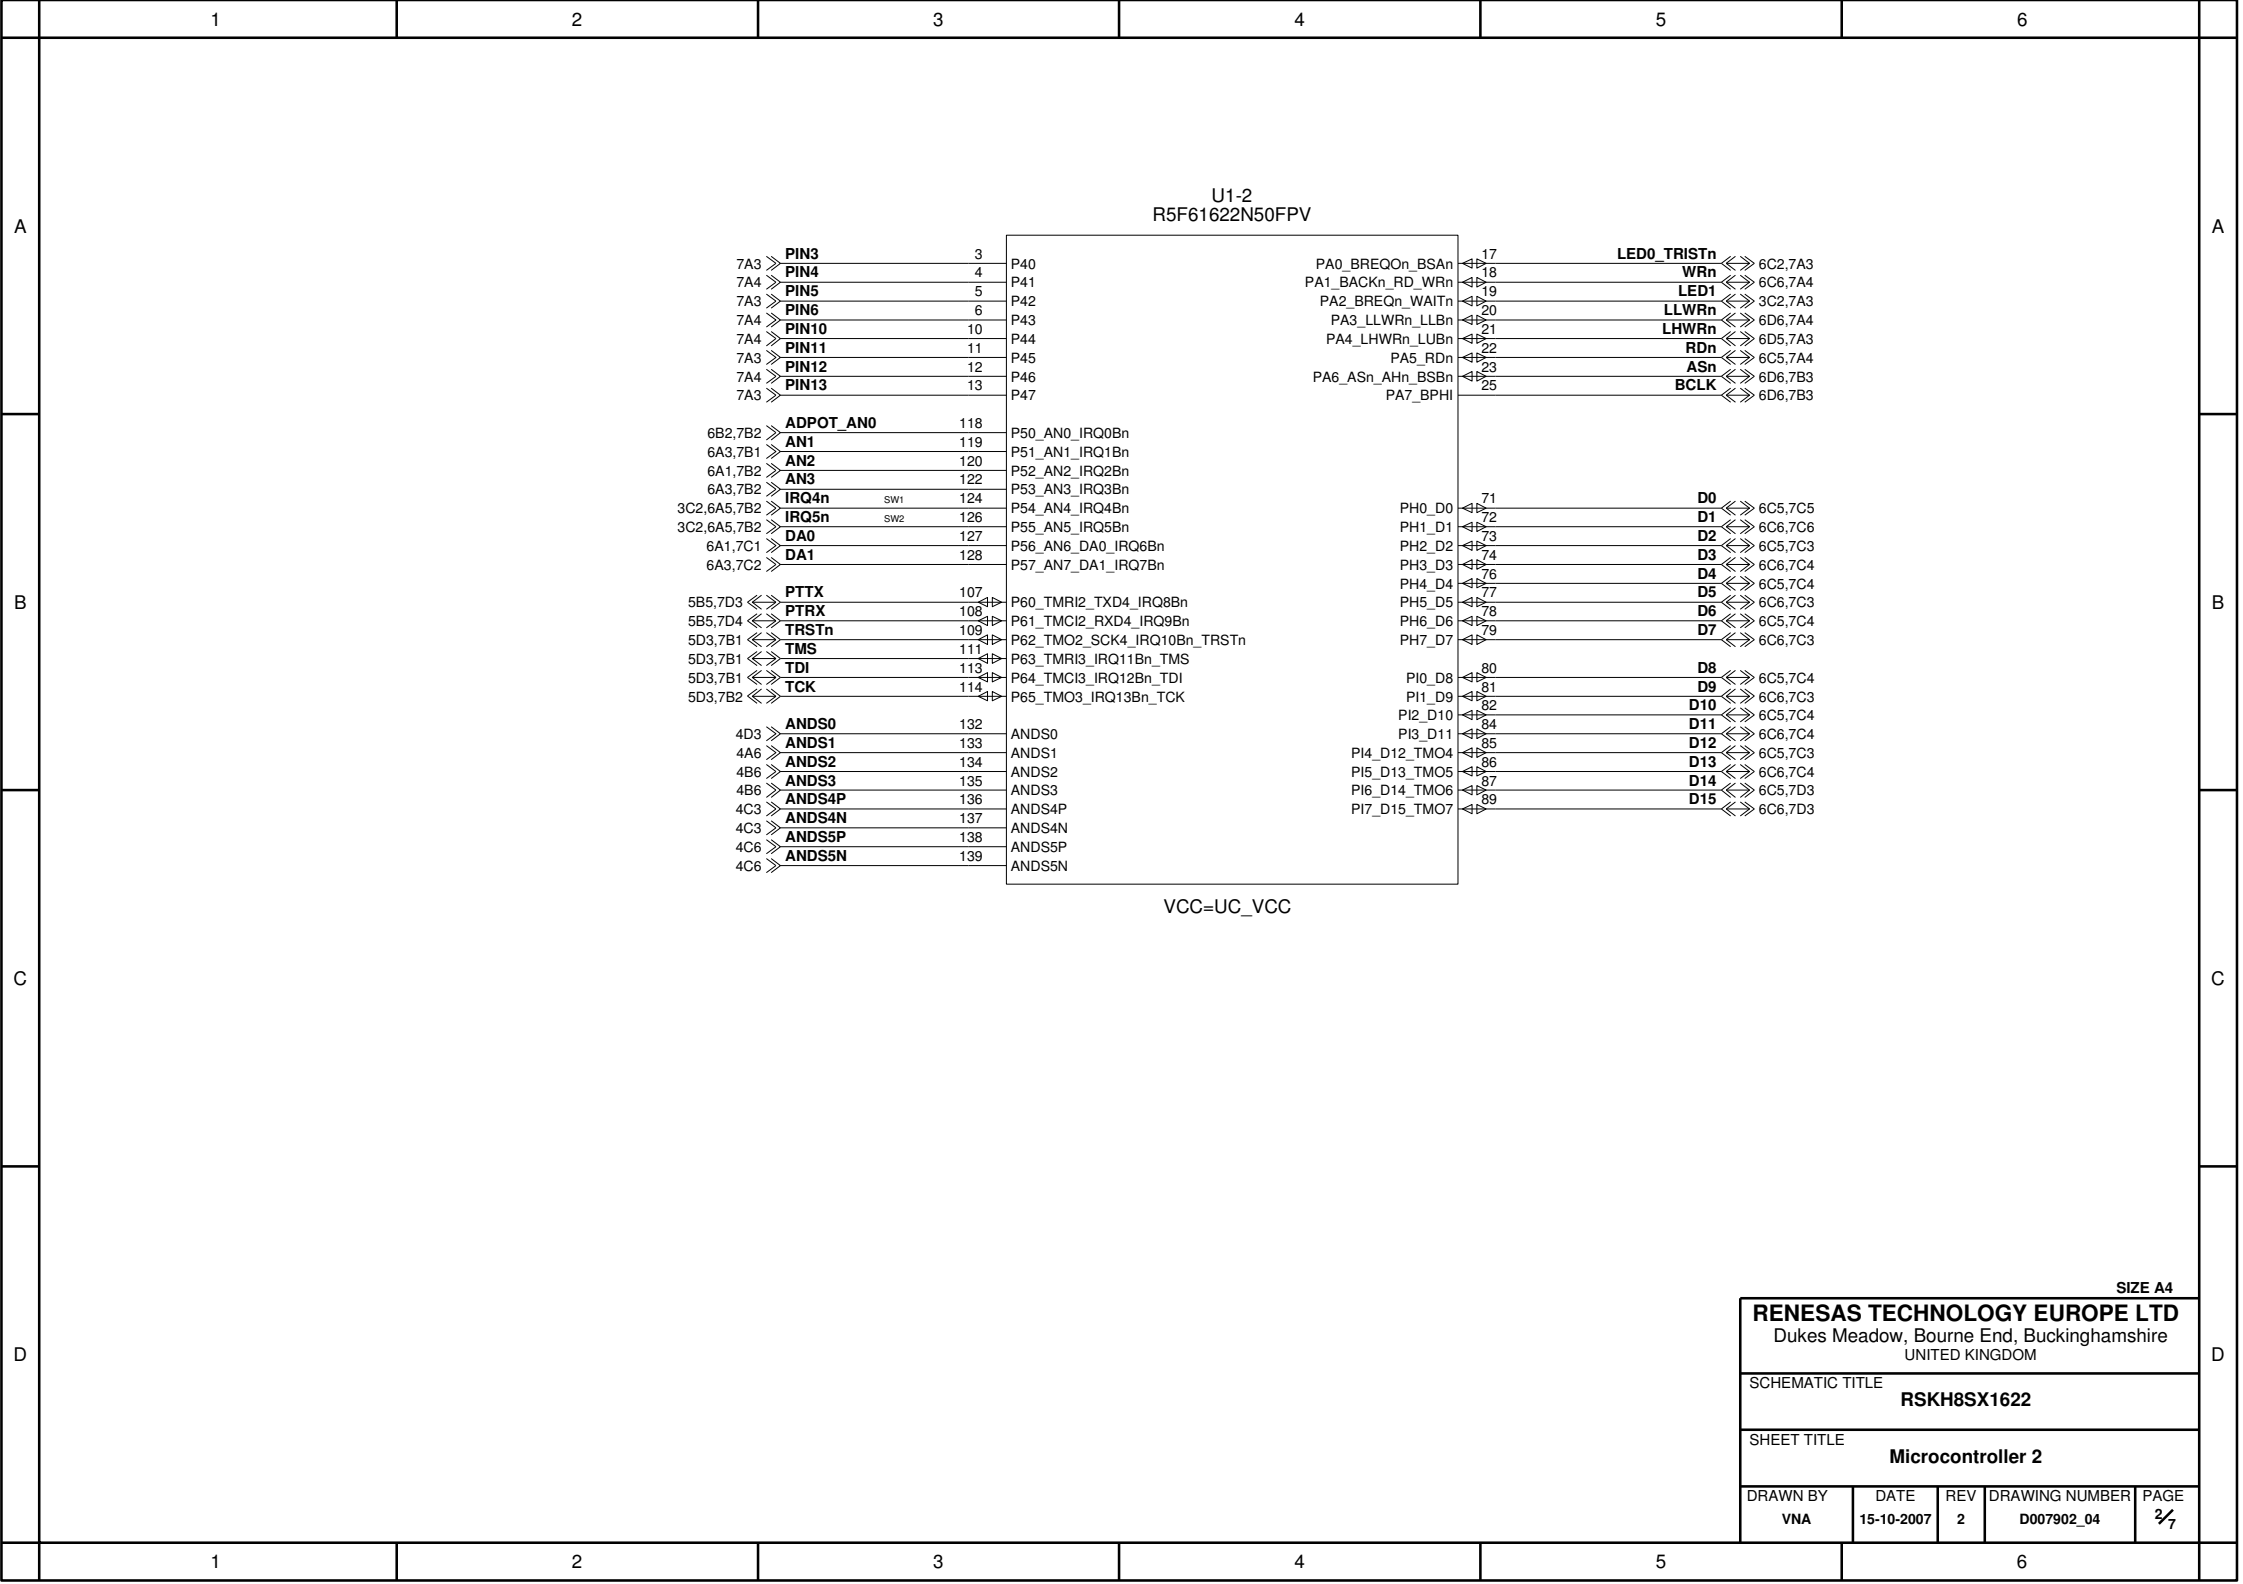 1 2 3 4 5 6
A A
B B
C C
D D
U1-2
R5F61622N50FPV
7A3 PIN3 3 P40
7A4 PIN4 4 P41
7A3 PIN5 5 P42
7A4 PIN6 6 P43
7A4 PIN10 10 P44
7A3 PIN11 11 P45
7A4 PIN12 12 P46
7A3 PIN13 13 P47
6B2,7B2 ADPOT_AN0 118 P50_AN0_IRQ0Bn
6A3,7B1 AN1 119 P51_AN1_IRQ1Bn
6A1,7B2 AN2 120 P52_AN2_IRQ2Bn
6A3,7B2 AN3 122 P53_AN3_IRQ3Bn
3C2,6A5,7B2 IRQ4n SW1 124 P54_AN4_IRQ4Bn
3C2,6A5,7B2 IRQ5n SW2 126 P55_AN5_IRQ5Bn
6A1,7C1 DA0 127 P56_AN6_DA0_IRQ6Bn
6A3,7C2 DA1 128 P57_AN7_DA1_IRQ7Bn
5B5,7D3 PTTX 107 P60_TMRI2_TXD4_IRQ8Bn
5B5,7D4 PTRX 108 P61_TMCI2_RXD4_IRQ9Bn
5D3,7B1 TRSTn 109 P62_TMO2_SCK4_IRQ10Bn_TRSTn
5D3,7B1 TMS 111 P63_TMRI3_IRQ11Bn_TMS
5D3,7B1 TDI 113 P64_TMCI3_IRQ12Bn_TDI
5D3,7B2 TCK 114 P65_TMO3_IRQ13Bn_TCK
4D3 ANDS0 132 ANDS0
4A6 ANDS1 133 ANDS1
4B6 ANDS2 134 ANDS2
4B6 ANDS3 135 ANDS3
4C3 ANDS4P 136 ANDS4P
4C3 ANDS4N 137 ANDS4N
4C6 ANDS5P 138 ANDS5P
4C6 ANDS5N 139 ANDS5N
PA0_BREQOn_BSAn 17 LED0_TRISTn 6C2,7A3
PA1_BACKn_RD_WRn 18 WRn 6C6,7A4
PA2_BREQn_WAITn 19 LED1 3C2,7A3
PA3_LLWRn_LLBn 20 LLWRn 6D6,7A4
PA4_LHWRn_LUBn 21 LHWRn 6D5,7A3
PA5_RDn 22 RDn 6C5,7A4
PA6_ASn_AHn_BSBn 23 ASn 6D6,7B3
PA7_BPHI 25 BCLK 6D6,7B3
PH0_D0 71 D0 6C5,7C5
PH1_D1 72 D1 6C6,7C6
PH2_D2 73 D2 6C5,7C3
PH3_D3 74 D3 6C6,7C4
PH4_D4 76 D4 6C5,7C4
PH5_D5 77 D5 6C6,7C3
PH6_D6 78 D6 6C5,7C4
PH7_D7 79 D7 6C6,7C3
PI0_D8 80 D8 6C5,7C4
PI1_D9 81 D9 6C6,7C3
PI2_D10 82 D10 6C5,7C4
PI3_D11 84 D11 6C6,7C4
PI4_D12_TMO4 85 D12 6C5,7C3
PI5_D13_TMO5 86 D13 6C6,7C4
PI6_D14_TMO6 87 D14 6C5,7D3
PI7_D15_TMO7 89 D15 6C6,7D3
VCC=UC_VCC
SIZE A4
RENESAS TECHNOLOGY EUROPE LTD
Dukes Meadow, Bourne End, Buckinghamshire
UNITED KINGDOM
SCHEMATIC TITLE
RSKH8SX1622
SHEET TITLE
Microcontroller 2
DRAWN BY DATE REV DRAWING NUMBER PAGE
VNA 15-10-2007 2 D007902_04 2/7
1 2 3 4 5 6